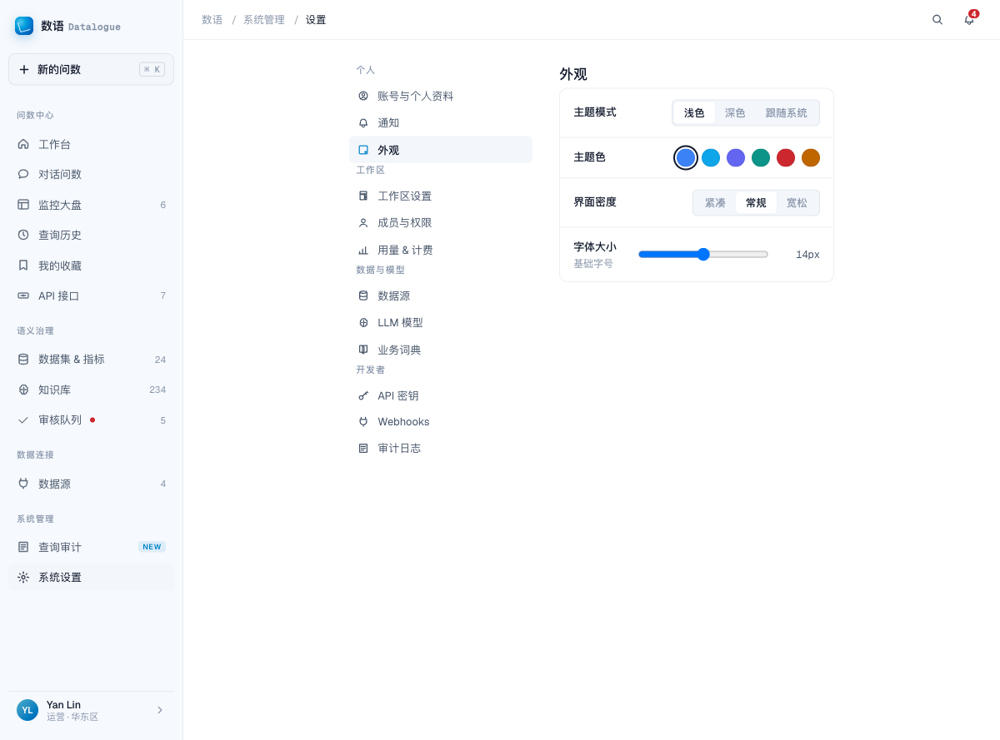 数语 Datalogue
新的问数 ⌘ K
问数中心
工作台
对话问数
监控大盘 6
查询历史
我的收藏
API 接口 7
语义治理
数据集 & 指标 24
知识库 234
审核队列 5
数据连接
数据源 4
系统管理
查询审计 NEW
系统设置
YL Yan Lin
运营 · 华东区
数语 / 系统管理 / 设置
4
个人
账号与个人资料
通知
外观
工作区
工作区设置
成员与权限
用量 & 计费
数据与模型
数据源
LLM 模型
业务词典
开发者
API 密钥
Webhooks
审计日志
外观
主题模式 浅色 深色 跟随系统
主题色
界面密度 紧凑 常规 宽松
字体大小
基础字号
14px